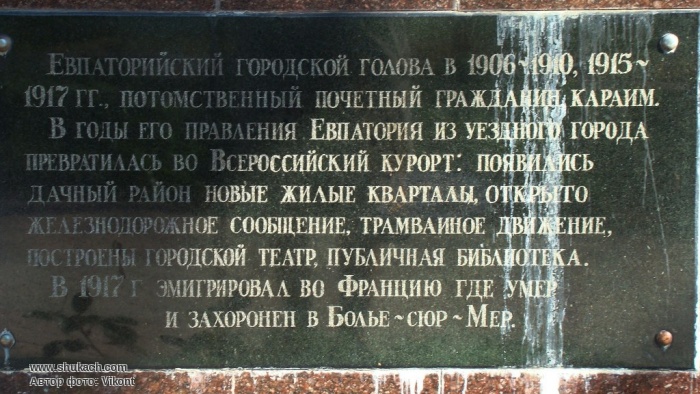 Евпаторийский городской голова в 1906~1910, 1915~
1917 гг., потомственный почетный гражданин, караим.
В годы его правления Евпатория из уездного города
превратилась во Всероссийский курорт: появились
дачный район новые жилые кварталы, открыто
железнодорожное сообщение, трамвайное движение,
построены городской театр, публичная библиотека.
В 1917 г эмигрировал во Францию где умер
и захоронен в Болье~сюр~Мер.
www.shukach.com
Автор фото: Vikont